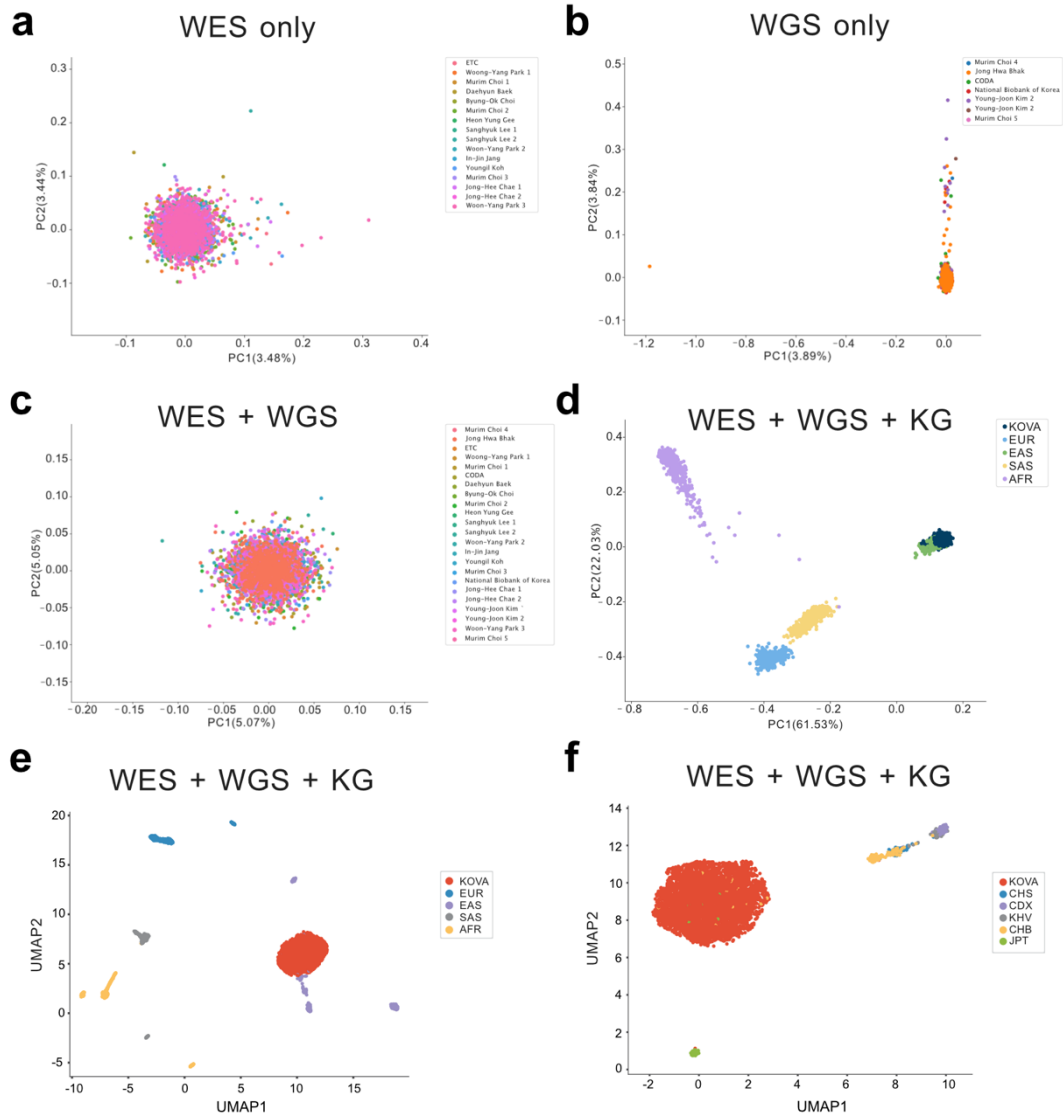 a
WES only
0.3
0.2
0.1
0.0
−0.1
PC2(3.44%)
−0.1
0.0
0.1
0.2
0.3
0.4
PC1(3.48%)
ETC
Woong-Yang Park 1
Murim Choi 1
Daehyun Baek
Byung-Ok Choi
Murim Choi 2
Heon Yung Gee
Sanghyuk Lee 1
Sanghyuk Lee 2
Woon-Yang Park 2
In-Jin Jang
Youngil Koh
Murim Choi 3
Jong-Hee Chae 1
Jong-Hee Chae 2
Woon-Yang Park 3
b
WGS only
0.5
0.4
0.3
0.2
0.1
0.0
−0.1
PC2(3.84%)
−1.2
−1.0
−0.8
−0.6
−0.4
−0.2
0.0
PC1(3.89%)
Murim Choi 4
Jong Hwa Bhak
CODA
National Biobank of Korea
Young-Joon Kim 2
Young-Joon Kim 2
Murim Choi 5
c
WES + WGS
0.15
0.10
0.05
0.00
−0.05
−0.10
−0.15
PC2(5.05%)
−0.20
−0.15
−0.10
−0.05
0.00
0.05
0.10
0.15
PC1(5.07%)
Murim Choi 4
Jong Hwa Bhak
ETC
Woong-Yang Park 1
Murim Choi 1
CODA
Daehyun Baek
Byung-Ok Choi
Murim Choi 2
Heon Yung Gee
Sanghyuk Lee 1
Sanghyuk Lee 2
Woon-Yang Park 2
In-Jin Jang
Youngil Koh
Murim Choi 3
National Biobank of Korea
Jong-Hee Chae 1
Jong-Hee Chae 2
Young-Joon Kim `
Young-Joon Kim 2
Woon-Yang Park 3
Murim Choi 5
d
WES + WGS + KG
0.4
0.2
0.0
−0.2
−0.4
PC2(22.03%)
−0.8
−0.6
−0.4
−0.2
0.0
0.2
PC1(61.53%)
KOVA
EUR
EAS
SAS
AFR
e
WES + WGS + KG
20
15
10
5
0
-5
UMAP2
-10
-5
0
5
10
15
UMAP1
KOVA
EUR
EAS
SAS
AFR
f
WES + WGS + KG
14
12
10
8
6
4
2
0
UMAP2
-2
0
2
4
6
8
10
UMAP1
KOVA
CHS
CDX
KHV
CHB
JPT